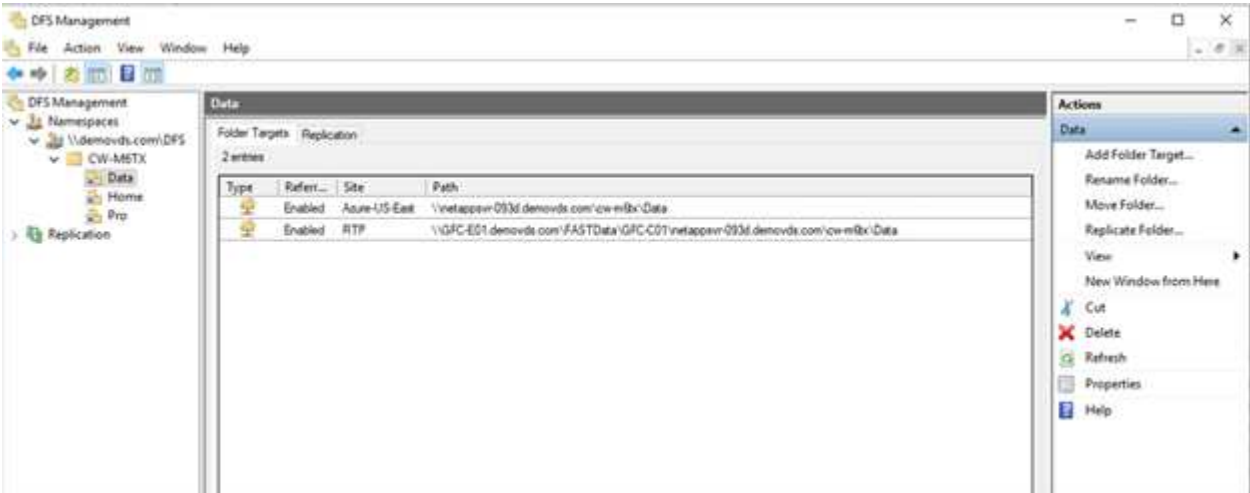 DFS Management
File Action View Window Help
DFS Management
Namespaces
\\demovds.com\DFS
CW-M6TX
Data
Home
Pro
Replication
Data
Folder Targets Replication
2 entries
Type Referr... Site Path
Enabled Azure-US-East \\netappsvr-093d.demovds.com\cw-m6tx\Data
Enabled RTP \\GFC-E01.demovds.com\FASTData\GFC-C01\netappsvr-093d.demovds.com\cw-m6tx\Data
Actions
Data
Add Folder Target...
Rename Folder...
Move Folder...
Replicate Folder...
View
New Window from Here
Cut
Delete
Refresh
Properties
Help